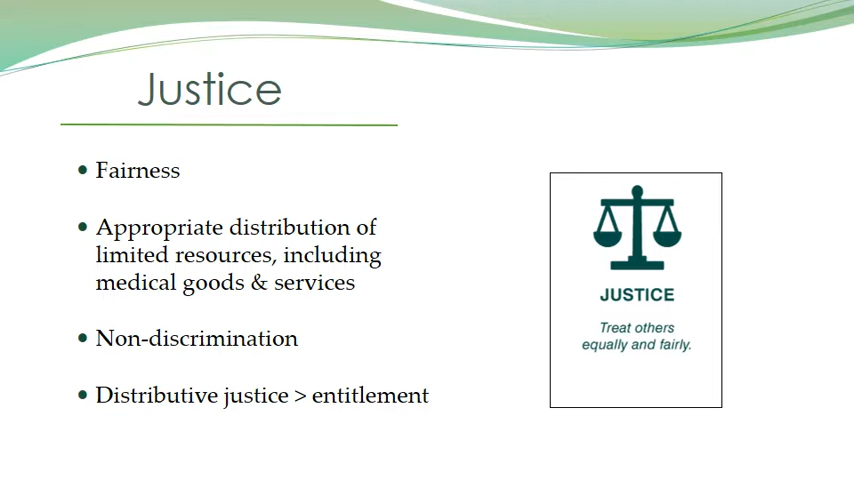 Justice
• Fairness
• Appropriate distribution of
limited resources, including
medical goods & services
• Non-discrimination
• Distributive justice > entitlement
JUSTICE
Treat others
equally and fairly.